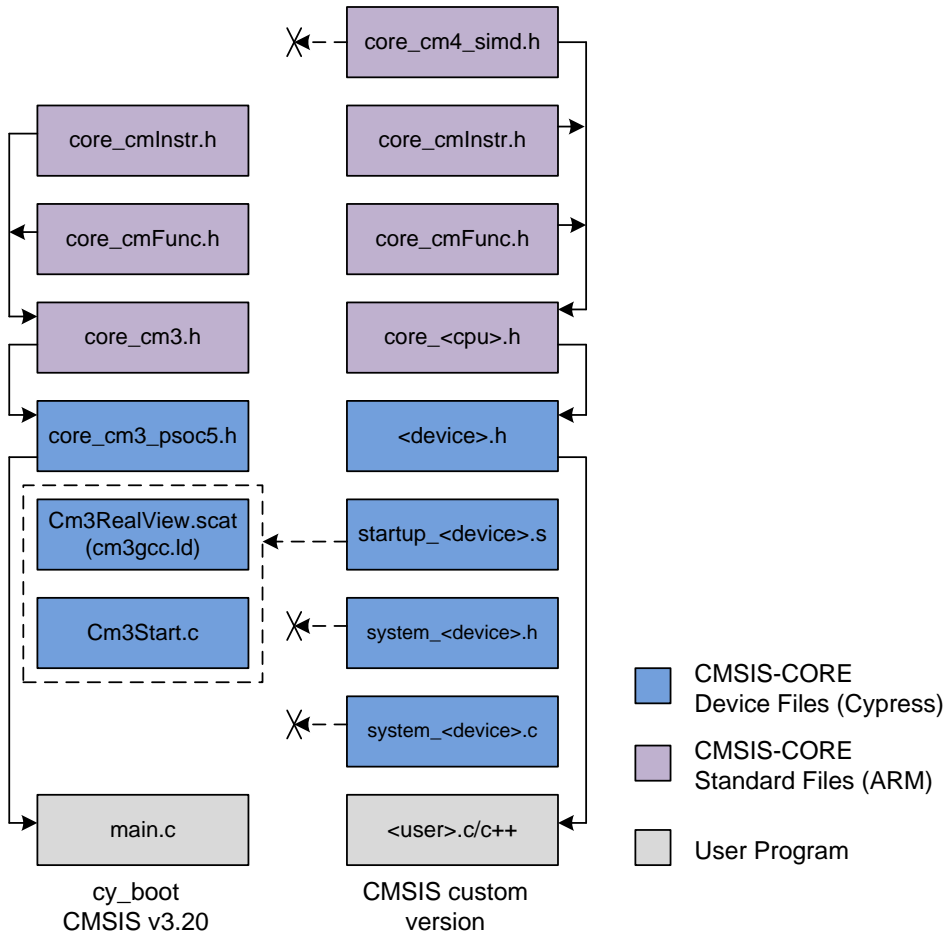 core_cm4_simd.h
core_cmInstr.h
core_cmInstr.h
core_cmFunc.h
core_cmFunc.h
core_cm3.h
core_<cpu>.h
core_cm3_psoc5.h
<device>.h
Cm3RealView.scat
(cm3gcc.ld)
startup_<device>.s
Cm3Start.c
system_<device>.h
system_<device>.c
main.c
<user>.c/c++
cy_boot
CMSIS v3.20
CMSIS custom
version
CMSIS-CORE
Device Files (Cypress)
CMSIS-CORE
Standard Files (ARM)
User Program